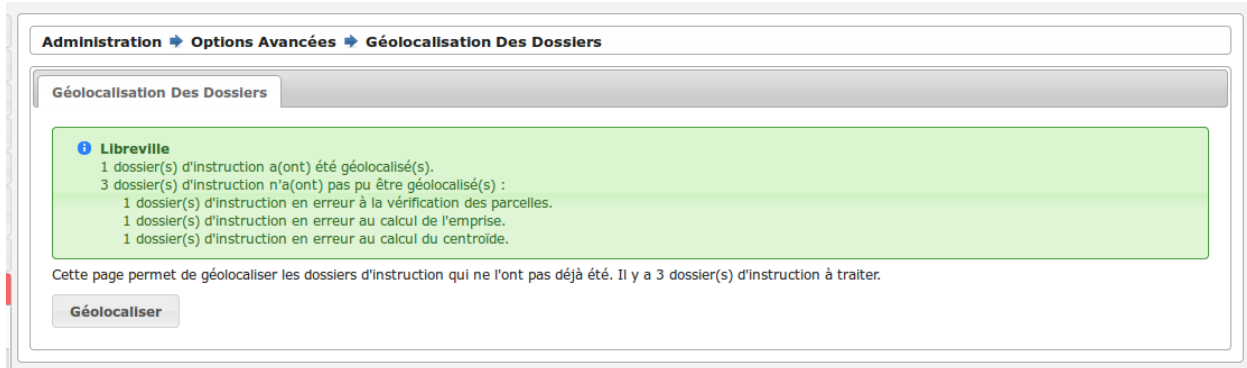 Administration Options Avancées Géolocalisation Des Dossiers
Géolocalisation Des Dossiers
Libreville
1 dossier(s) d'instruction a(ont) été géolocalisé(s).
3 dossier(s) d'instruction n'a(ont) pas pu être géolocalisé(s) :
1 dossier(s) d'instruction en erreur à la vérification des parcelles.
1 dossier(s) d'instruction en erreur au calcul de l'emprise.
1 dossier(s) d'instruction en erreur au calcul du centroïde.
Cette page permet de géolocaliser les dossiers d'instruction qui ne l'ont pas déjà été. Il y a 3 dossier(s) d'instruction à traiter.
Géolocaliser